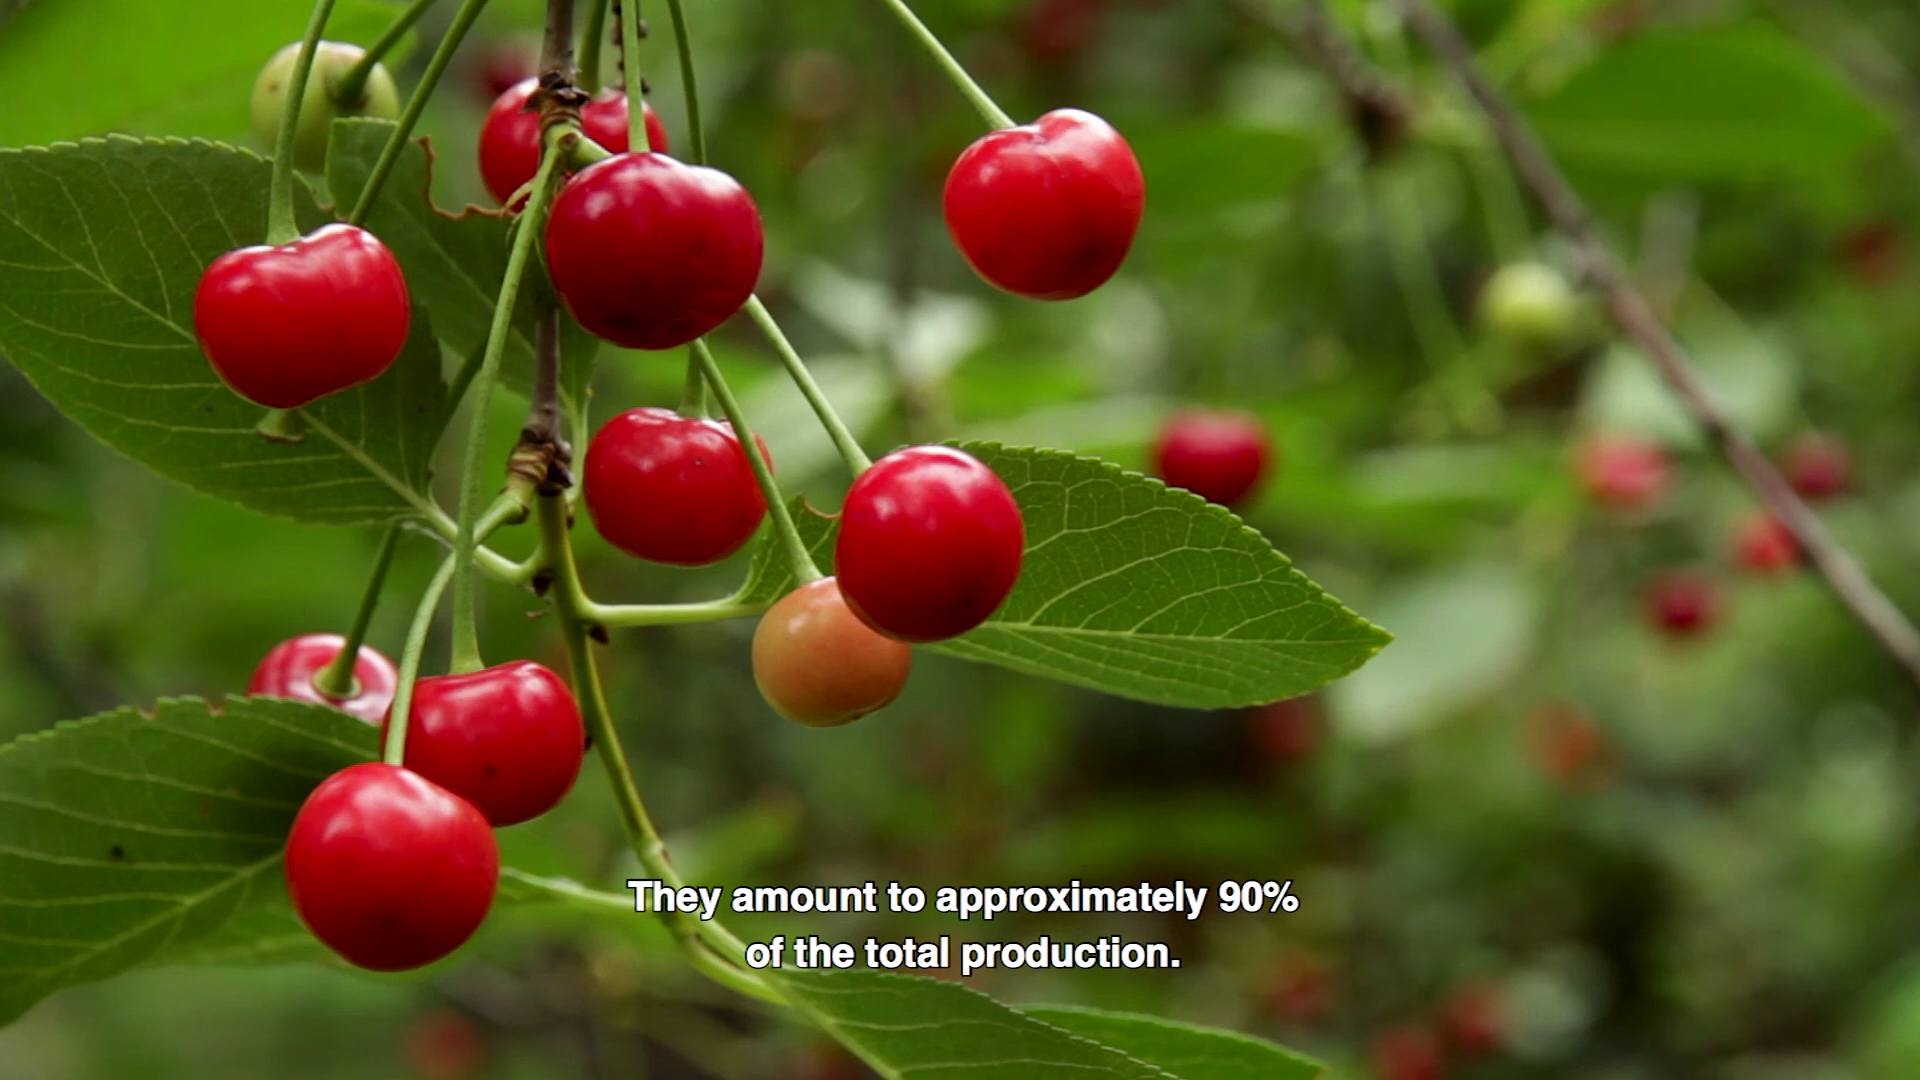 They amount to approximately 90%
of the total production.